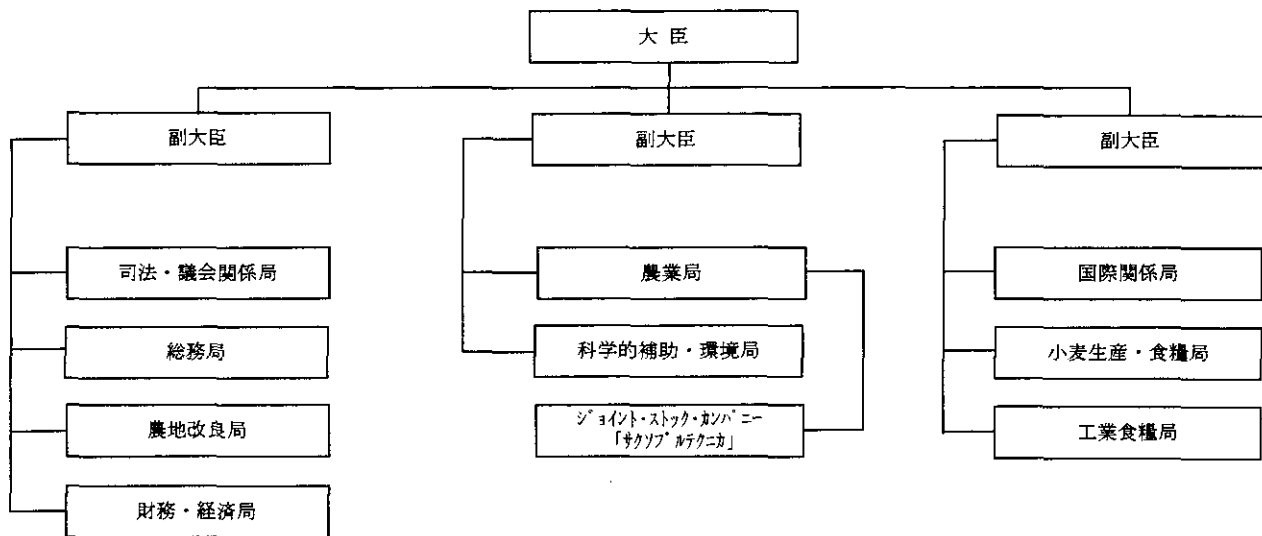 大臣
副大臣
副大臣
副大臣
司法・議会関係局
総務局
農地改良局
財務・経済局
農業局
科学的補助・環境局
ジョイント・ストック・カンパニー
「サクソプルテクニカ」
国際関係局
小麦生産・食糧局
工業食糧局